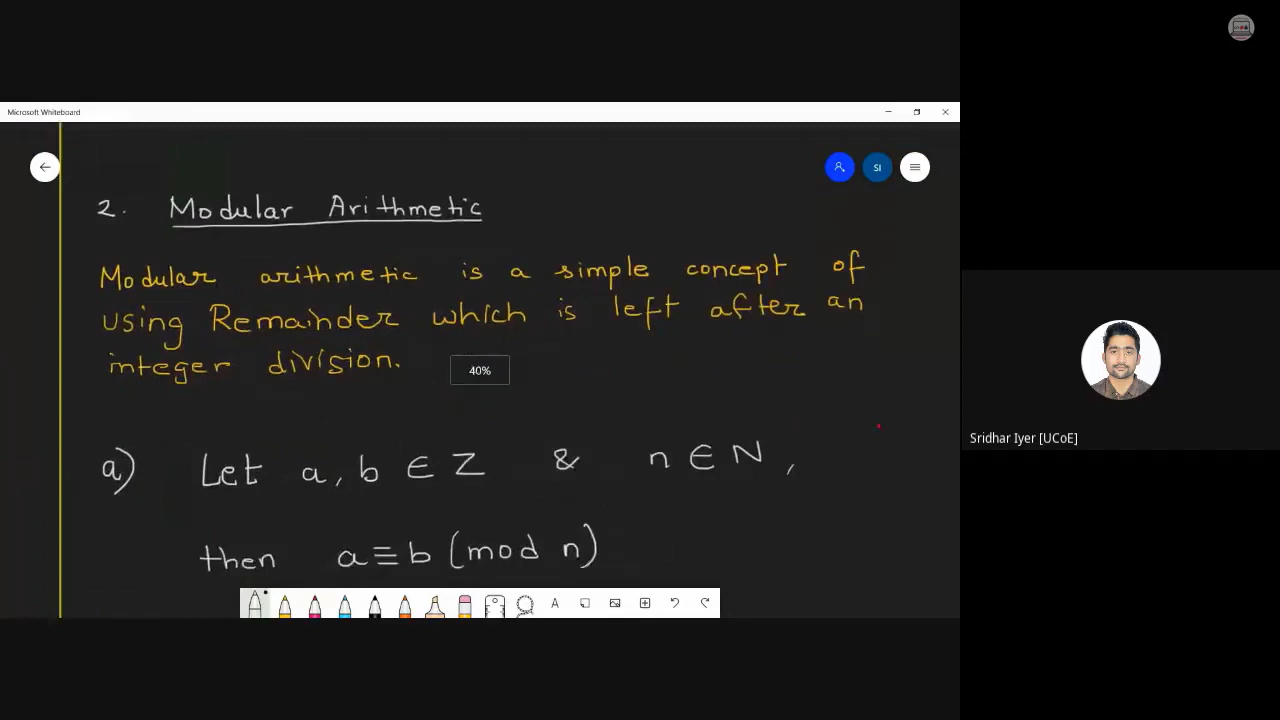 Microsoft Whiteboard
SI
2. Modular Arithmetic
Modular arithmetic is a simple concept of
using Remainder which is left after an
integer division.
40%
a) Let a, b ∈ Z & n ∈ N,
then a ≡ b (mod n)
A
Sridhar Iyer [UCoE]